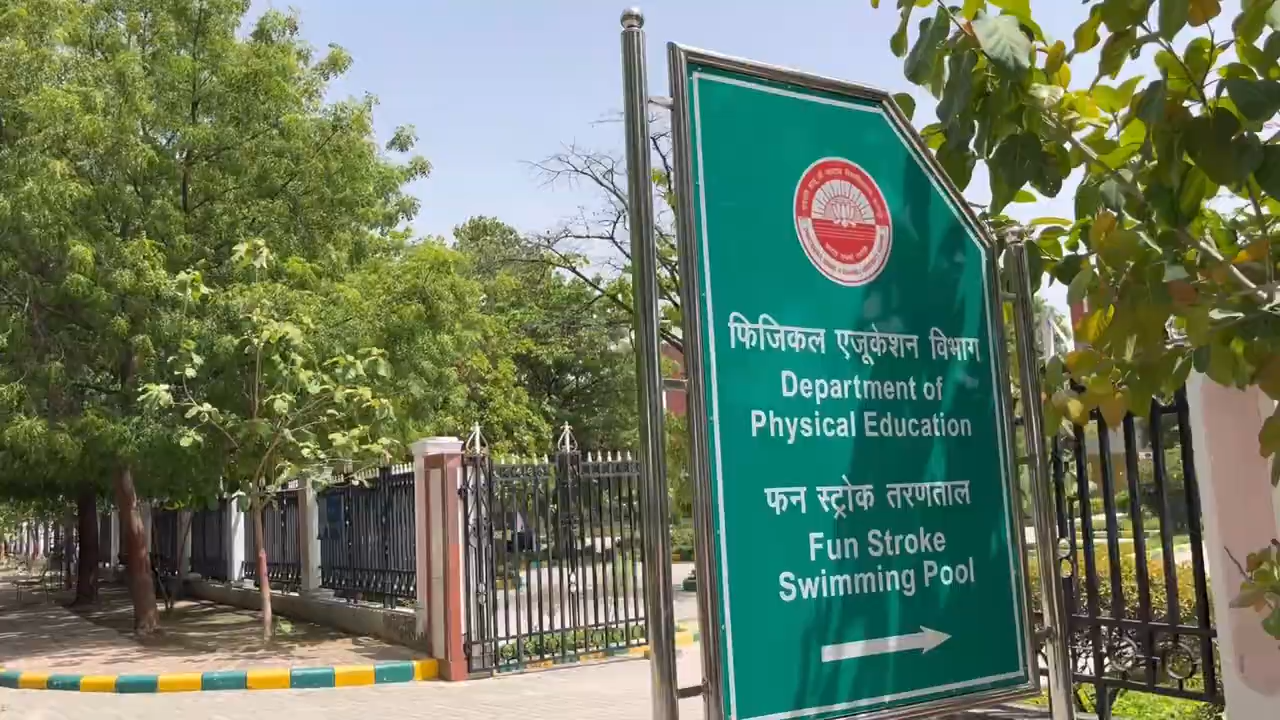 फिजिकल एजूकेशन विभाग
Department of
Physical Education
फन स्ट्रोक तरणताल
Fun Stroke
Swimming Pool